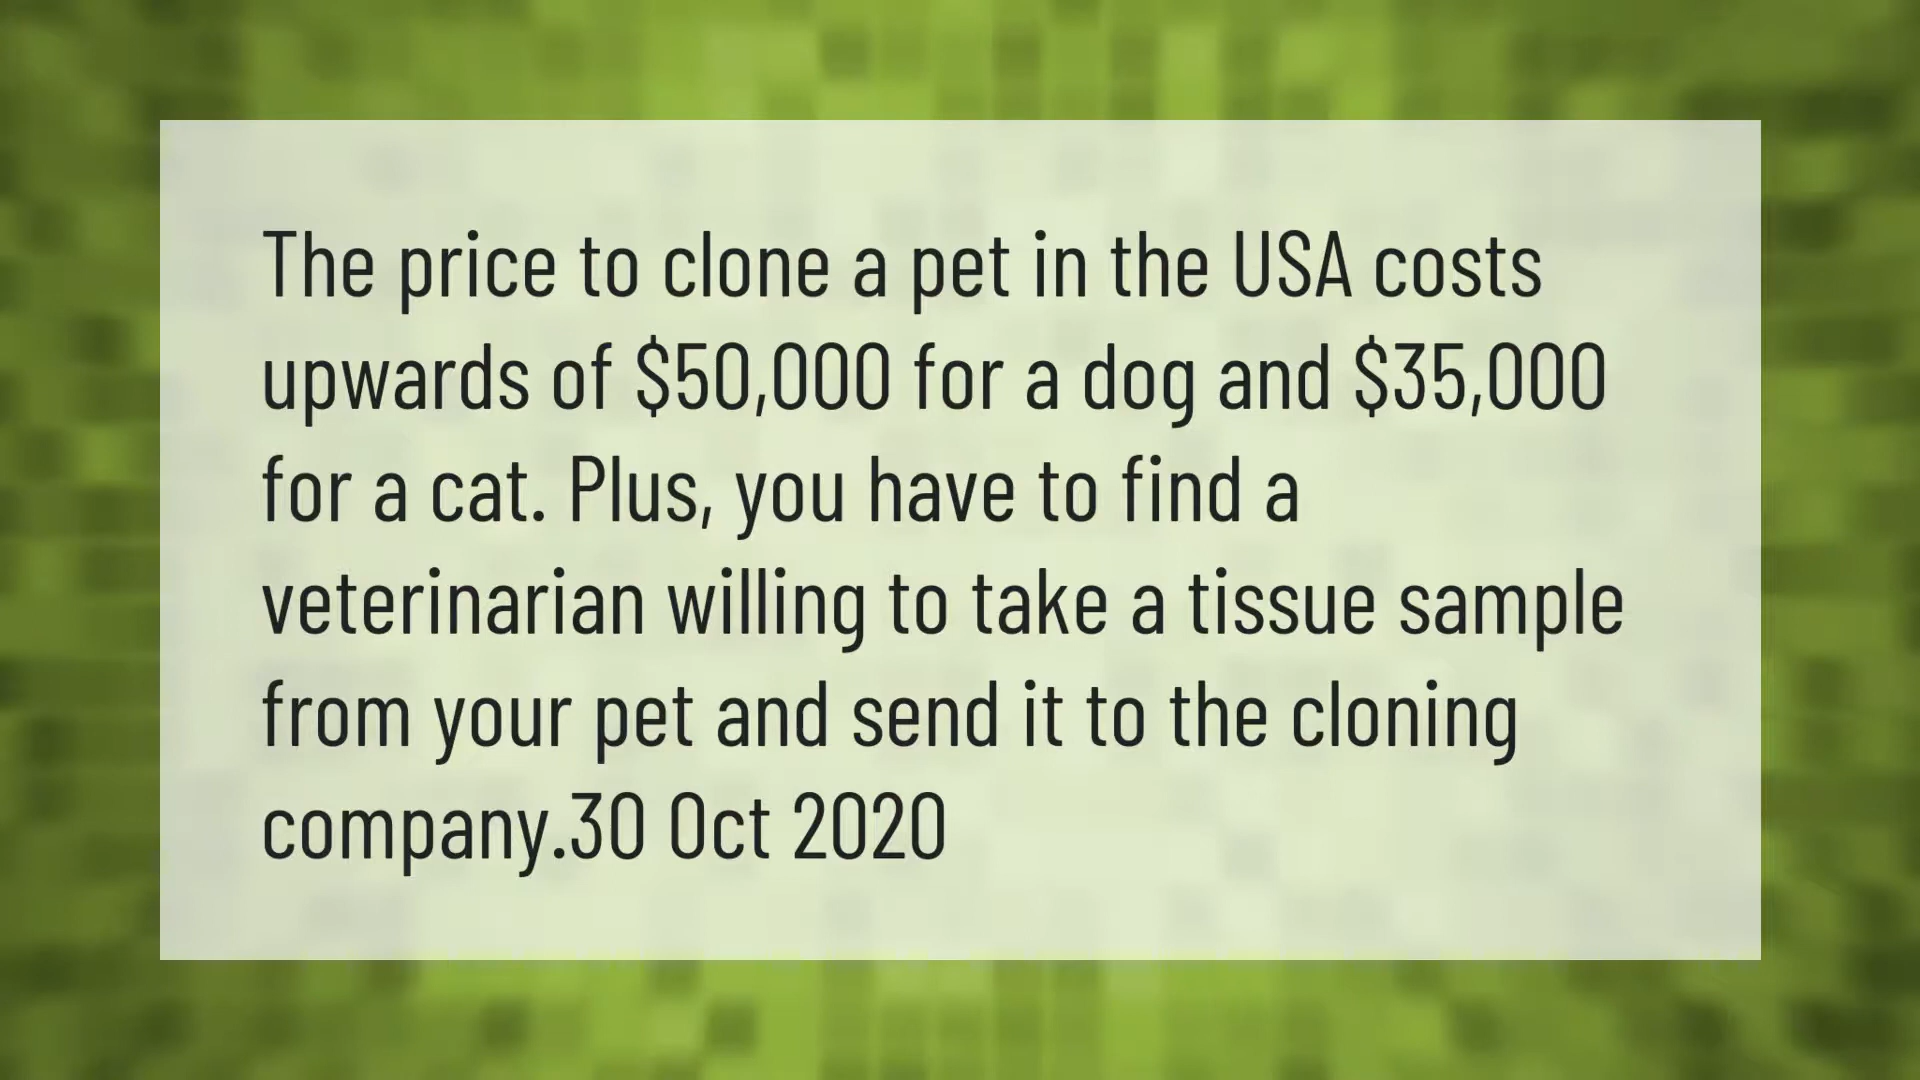 The price to clone a pet in the USA costs
upwards of $50,000 for a dog and $35,000
for a cat. Plus, you have to find a
veterinarian willing to take a tissue sample
from your pet and send it to the cloning
company.30 Oct 2020